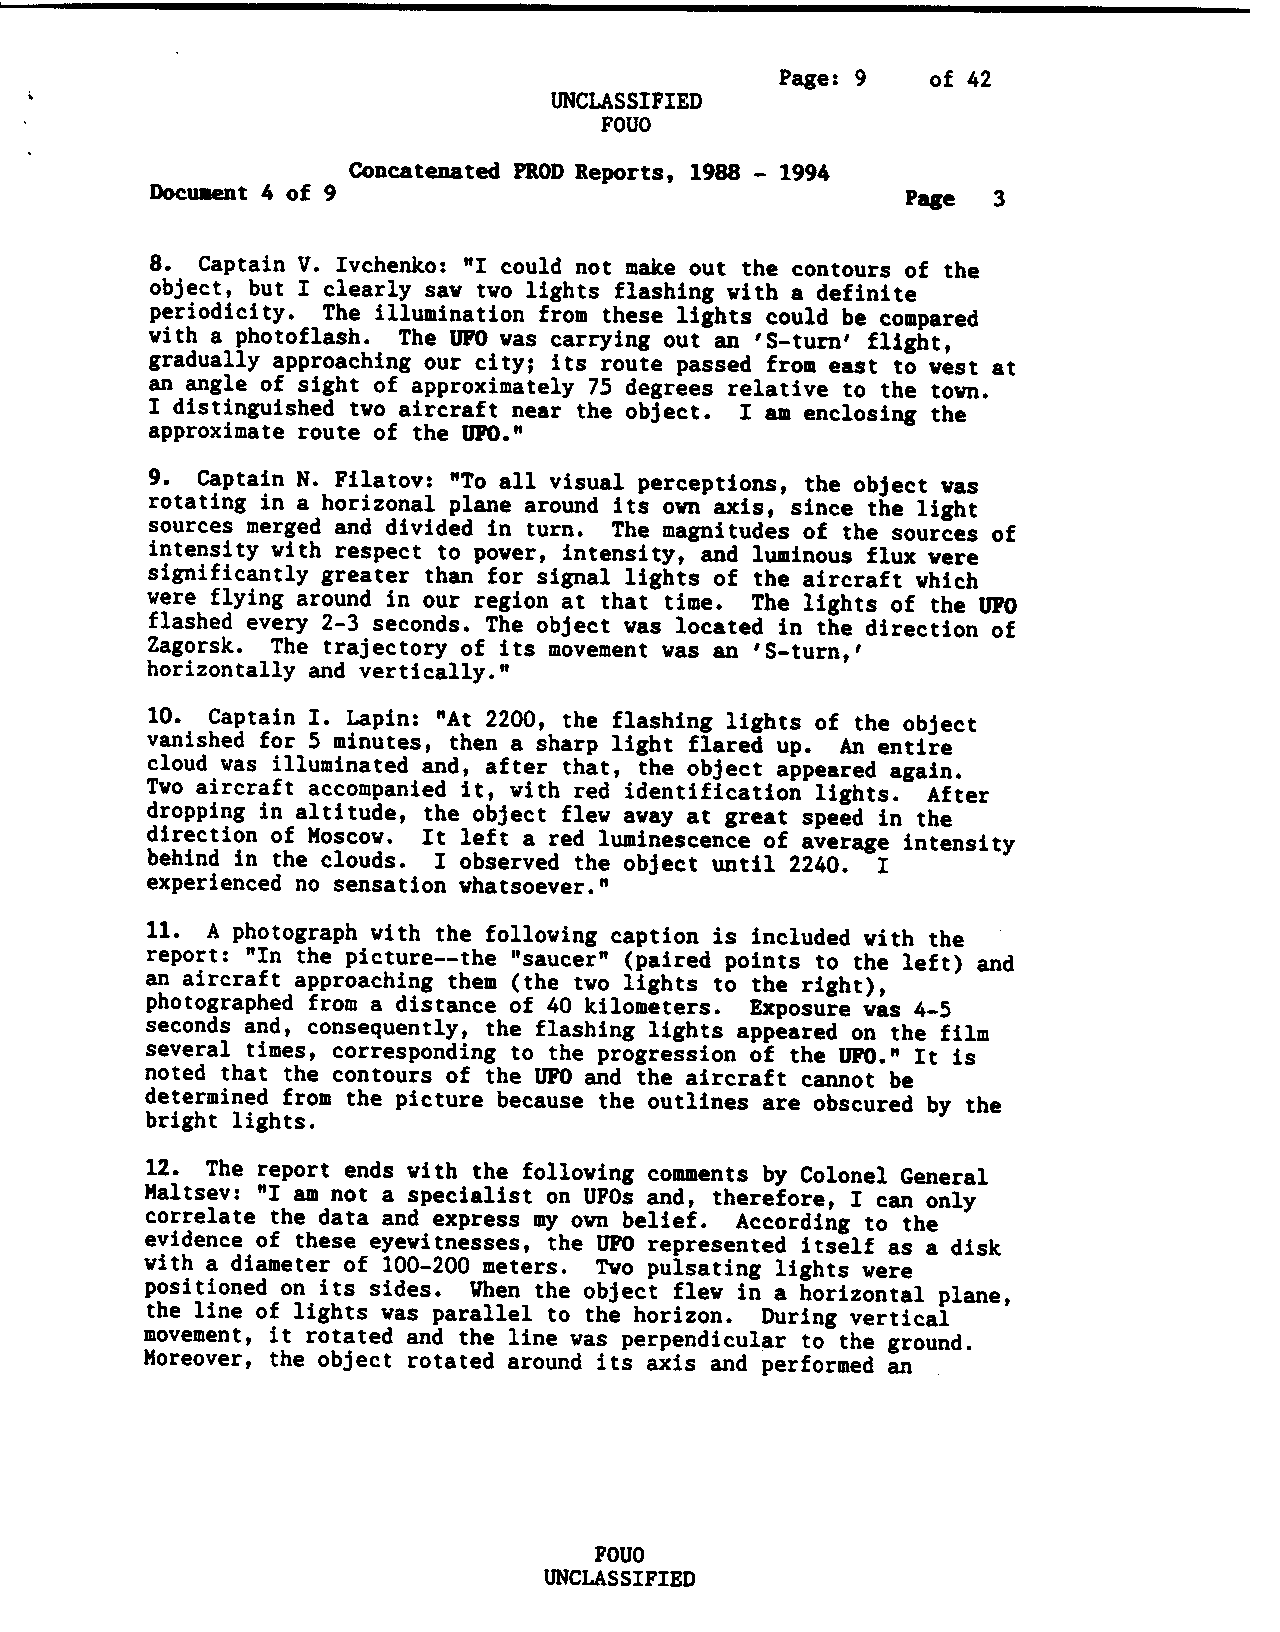 Page: 9 of 42
UNCLASSIFIED
FOUO
Concatenated PROD Reports, 1988 - 1994
Document 4 of 9
Page 3
8. Captain V. Ivchenko: "I could not make out the contours of the
object, but I clearly saw two lights flashing with a definite
periodicity. The illumination from these lights could be compared
with a photoflash. The UFO was carrying out an 'S-turn' flight,
gradually approaching our city; its route passed from east to west at
an angle of sight of approximately 75 degrees relative to the town.
I distinguished two aircraft near the object. I am enclosing the
approximate route of the UFO."
9. Captain N. Filatov: "To all visual perceptions, the object was
rotating in a horizonal plane around its own axis, since the light
sources merged and divided in turn. The magnitudes of the sources of
intensity with respect to power, intensity, and luminous flux were
significantly greater than for signal lights of the aircraft which
were flying around in our region at that time. The lights of the UFO
flashed every 2-3 seconds. The object was located in the direction of
Zagorsk. The trajectory of its movement was an 'S-turn,'
horizontally and vertically."
10. Captain I. Lapin: "At 2200, the flashing lights of the object
vanished for 5 minutes, then a sharp light flared up. An entire
cloud was illuminated and, after that, the object appeared again.
Two aircraft accompanied it, with red identification lights. After
dropping in altitude, the object flew away at great speed in the
direction of Moscow. It left a red luminescence of average intensity
behind in the clouds. I observed the object until 2240. I
experienced no sensation whatsoever."
11. A photograph with the following caption is included with the
report: "In the picture--the "saucer" (paired points to the left) and
an aircraft approaching them (the two lights to the right),
photographed from a distance of 40 kilometers. Exposure was 4-5
seconds and, consequently, the flashing lights appeared on the film
several times, corresponding to the progression of the UFO." It is
noted that the contours of the UFO and the aircraft cannot be
determined from the picture because the outlines are obscured by the
bright lights.
12. The report ends with the following comments by Colonel General
Maltsev: "I am not a specialist on UFOs and, therefore, I can only
correlate the data and express my own belief. According to the
evidence of these eyewitnesses, the UFO represented itself as a disk
with a diameter of 100-200 meters. Two pulsating lights were
positioned on its sides. When the object flew in a horizontal plane,
the line of lights was parallel to the horizon. During vertical
movement, it rotated and the line was perpendicular to the ground.
Moreover, the object rotated around its axis and performed an
FOUO
UNCLASSIFIED